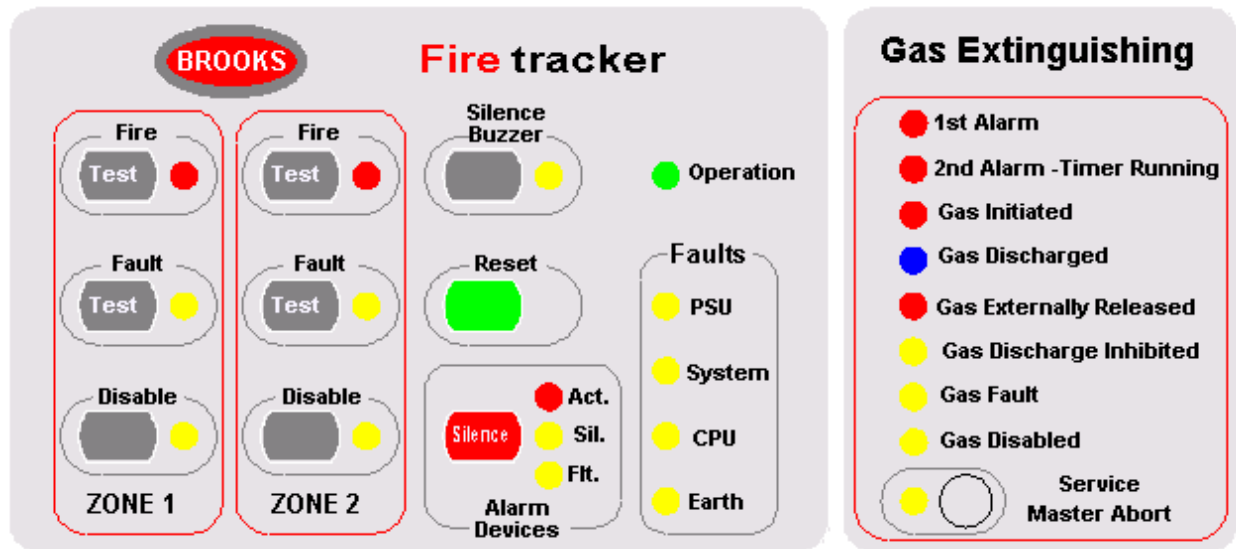 BROOKS
Fire tracker
Fire
Test
Fault
Test
Disable
ZONE 1
Fire
Test
Fault
Test
Disable
ZONE 2
Silence
Buzzer
Reset
Silence
Act.
Sil.
Flt.
Alarm
Devices
Operation
Faults
PSU
System
CPU
Earth
Gas Extinguishing
1st Alarm
2nd Alarm -Timer Running
Gas Initiated
Gas Discharged
Gas Externally Released
Gas Discharge Inhibited
Gas Fault
Gas Disabled
Service
Master Abort